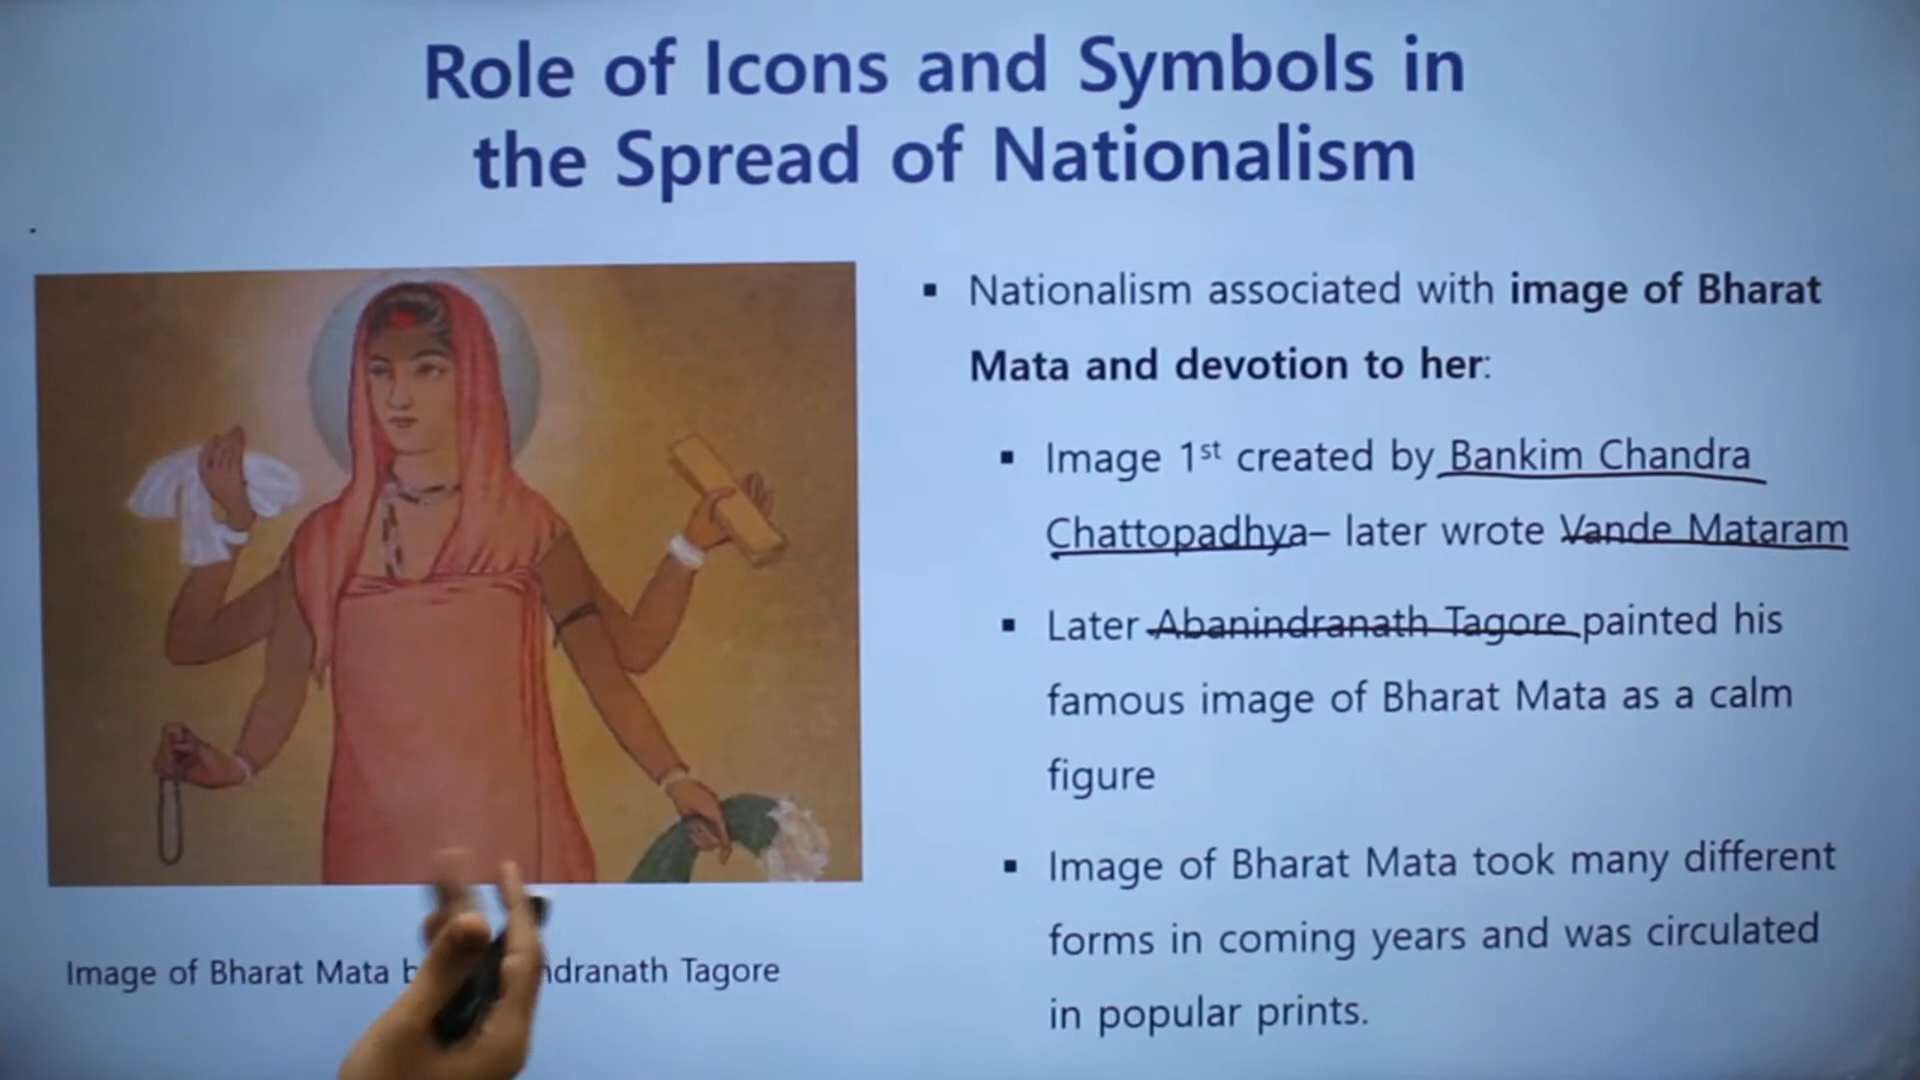 Role of Icons and Symbols in
the Spread of Nationalism
▪ Nationalism associated with image of Bharat
Mata and devotion to her:
▪ Image 1st created by Bankim Chandra
Chattopadhya– later wrote Vande Mataram
▪ Later Abanindranath Tagore painted his
famous image of Bharat Mata as a calm
figure
▪ Image of Bharat Mata took many different
forms in coming years and was circulated
in popular prints.
Image of Bharat Mata Tagore